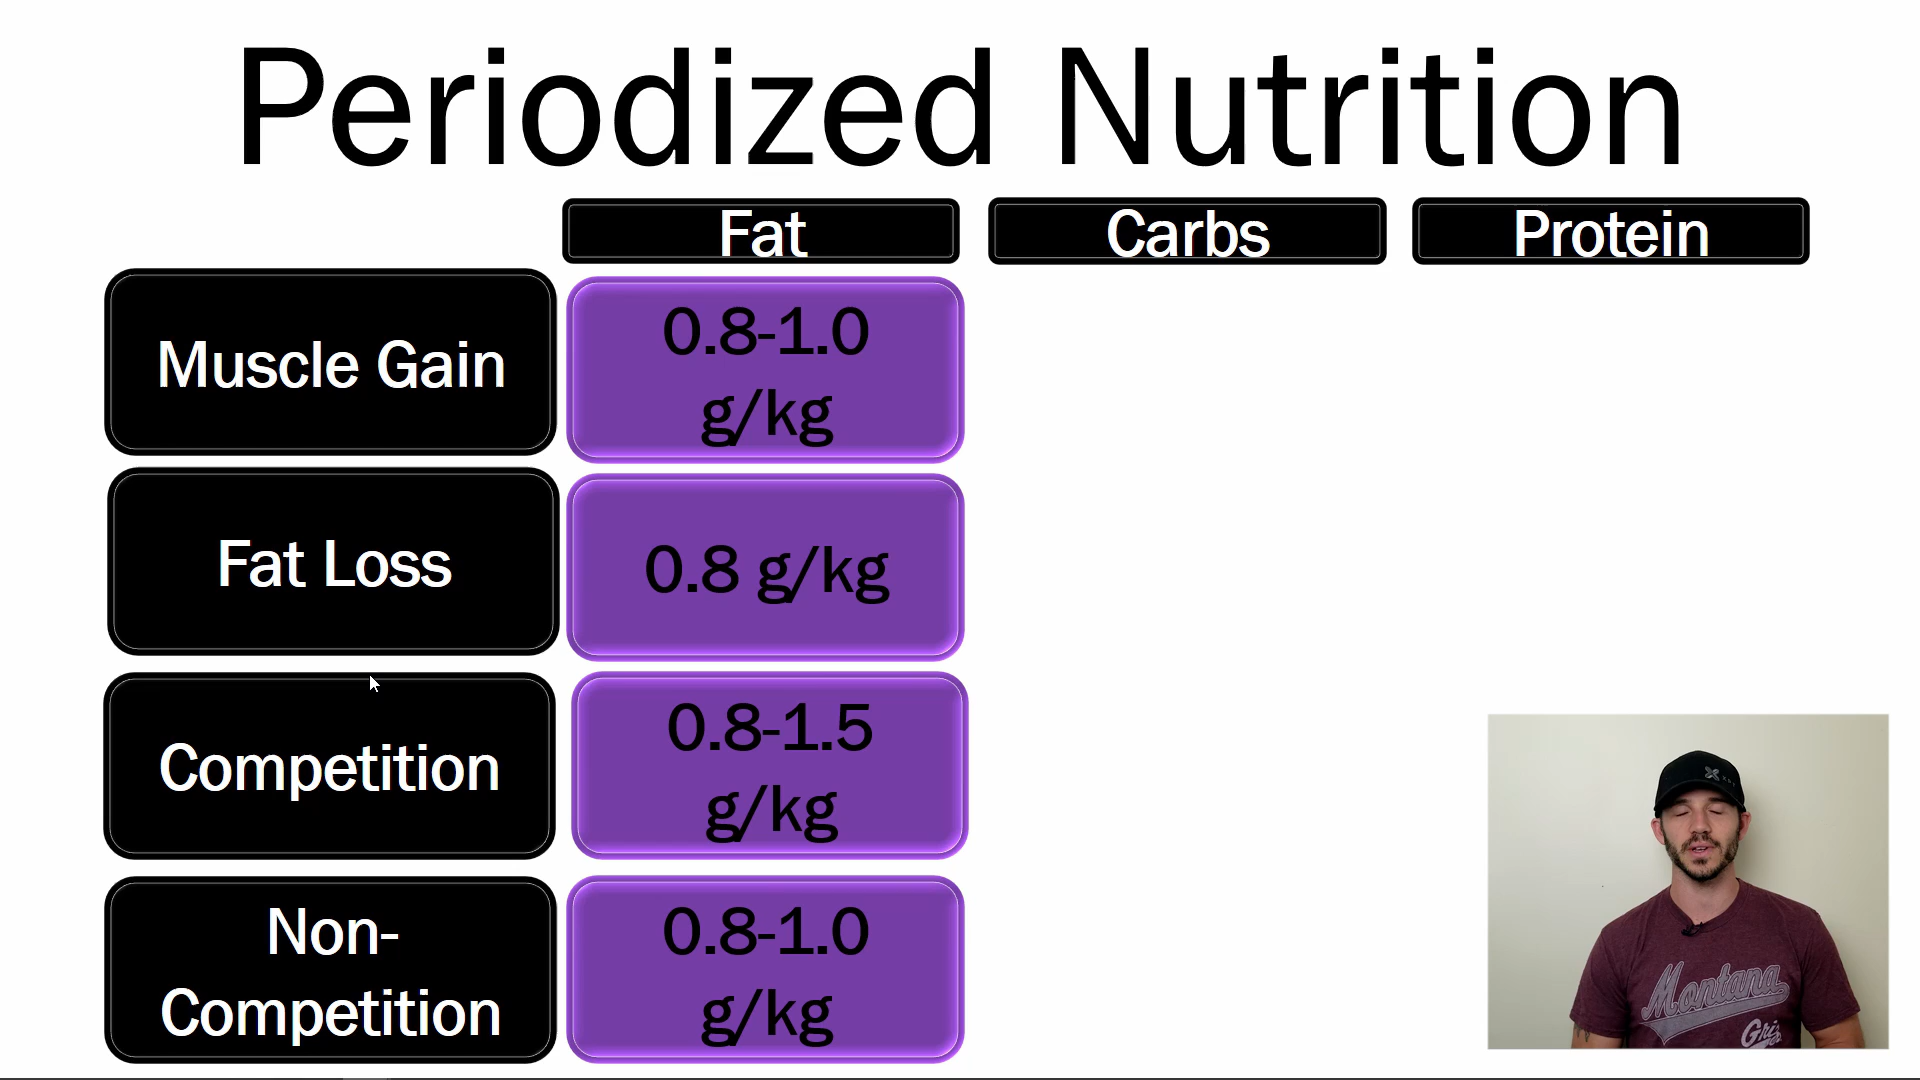 Periodized Nutrition
Fat Carbs Protein
Muscle Gain
0.8-1.0
g/kg
Fat Loss
0.8 g/kg
Competition
0.8-1.5
g/kg
Non-
Competition
0.8-1.0
g/kg
Montana